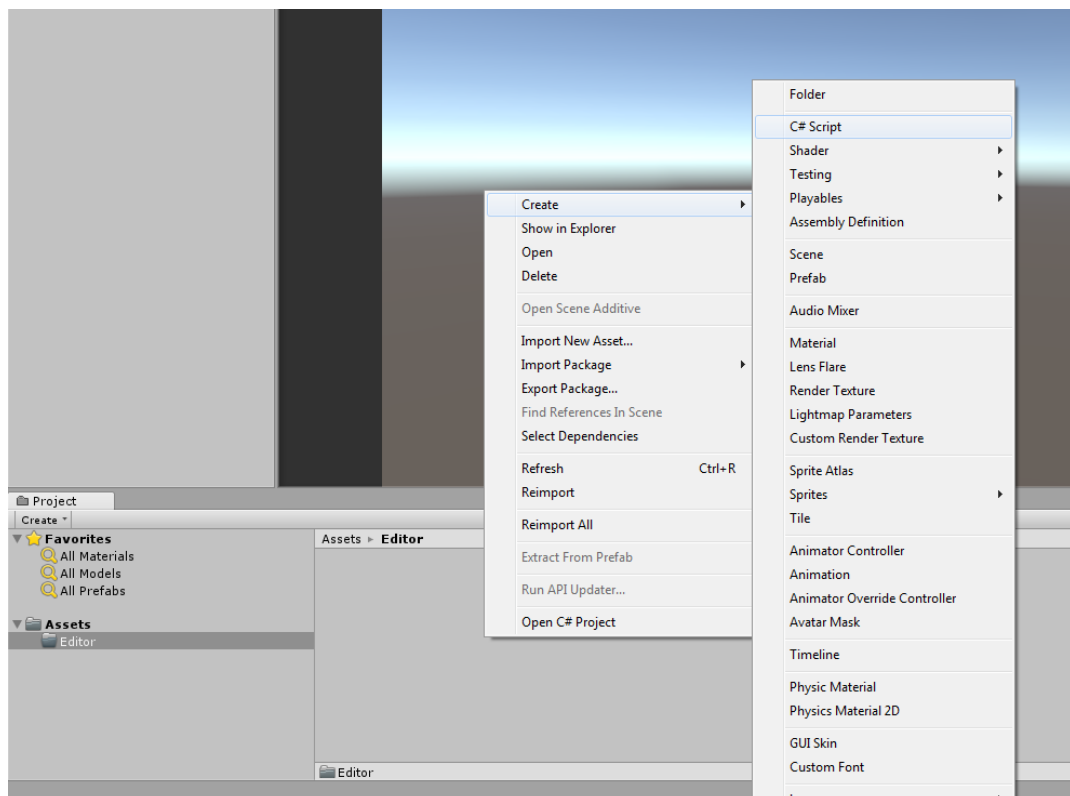 Folder
C# Script
Shader
Testing
Playables
Assembly Definition
Scene
Prefab
Audio Mixer
Material
Lens Flare
Render Texture
Lightmap Parameters
Custom Render Texture
Sprite Atlas
Sprites
Tile
Animator Controller
Animation
Animator Override Controller
Avatar Mask
Timeline
Physic Material
Physics Material 2D
GUI Skin
Custom Font
Create
Show in Explorer
Open
Delete
Open Scene Additive
Import New Asset...
Import Package
Export Package...
Find References In Scene
Select Dependencies
Refresh Ctrl+R
Reimport
Reimport All
Extract From Prefab
Run API Updater...
Open C# Project
Project
Create
Favorites
All Materials
All Models
All Prefabs
Assets
Editor
Assets ▸ Editor
Editor